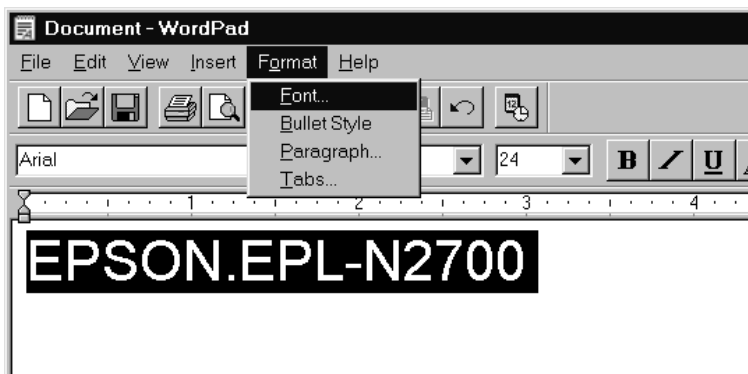 Document - WordPad
File Edit View Insert Format Help
Font...
Bullet Style
Paragraph...
Tabs...
Arial 24 B / U
1 2 3 4
EPSON.EPL-N2700